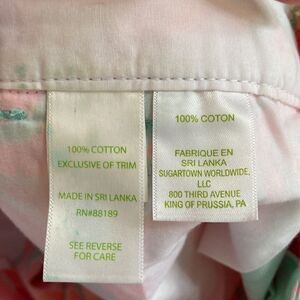 100% COTTON
EXCLUSIVE OF TRIM
MADE IN SRI LANKA
RN#88189
SEE REVERSE
FOR CARE
100% COTON
FABRIQUE EN
SRI LANKA
SUGARTOWN WORLDWIDE,
LLC
800 THIRD AVENUE
KING OF PRUSSIA, PA